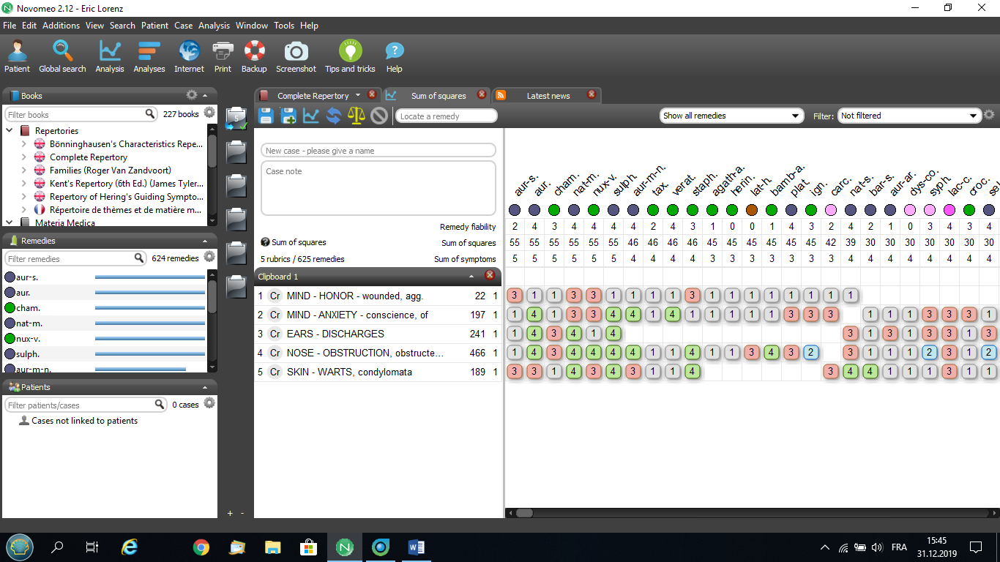 Novomeo 2.12 - Eric Lorenz
File Edit Additions View Search Patient Case Analysis Window Tools Help
Patient Global search Analysis Analyses Internet Print Backup Screenshot Tips and tricks Help
Books
Filter books 227 books
Repertories
Bönninghausen's Characteristics Repe...
Complete Repertory
Families (Roger Van Zandvoort)
Kent's Repertory (6th Ed.) (James Tyler...
Repertory of Hering's Guiding Sympto...
Répertoire de thèmes et de matière m...
Materia Medica
Remedies
Filter remedies 624 remedies
aur-s.
aur.
cham.
nat-m.
nux-v.
sulph.
aur-m-n.
Patients
Filter patients/cases 0 cases
Cases not linked to patients
5
+ -
Complete Repertory Sum of squares Latest news
Locate a remedy Show all remedies Filter: Not filtered
New case - please give a name
Case note
aur-s. aur. cham. nat-m. nux-v. sulph. aur-m-n. tax. verat. staph. agath-a. herin. lat-h. bamb-a. plat. ign. carc. nat-s. bar-s. aur-ar. dys-co. syph. lac-c. croc. sel
Remedy fiability 2 4 3 4 4 4 4 2 4 3 1 0 0 1 4 3 2 4 2 1 0 3 4 3 4
? Sum of squares Sum of squares 55 55 55 55 55 55 46 46 46 46 45 45 45 45 45 45 42 39 30 30 30 30 30 30 30
5 rubrics / 625 remedies Sum of symptoms 5 5 5 5 5 5 4 4 4 4 3 3 3 3 3 3 3 3 4 4 4 4 4 4 4
Clipboard 1
1 Cr MIND - HONOR - wounded, agg. 22 1 3 1 1 3 3 1 1 1 1 3 1 1 1 1 1 1 1 1
2 Cr MIND - ANXIETY - conscience, of 197 1 1 4 1 3 3 4 4 1 4 1 1 1 1 1 3 3 3 1 1 1 3 3 3 1
3 Cr EARS - DISCHARGES 241 1 1 4 3 4 1 4 3 1 3 1 3 3 1 3
4 Cr NOSE - OBSTRUCTION, obstructe... 466 1 1 4 3 4 4 4 4 1 1 4 1 1 3 4 3 2 3 1 1 1 2 3 1 2
5 Cr SKIN - WARTS, condylomata 189 1 3 3 1 4 3 4 3 1 1 4 3 4 4 1 1 1 3 1 1
FRA
15:45
31.12.2019